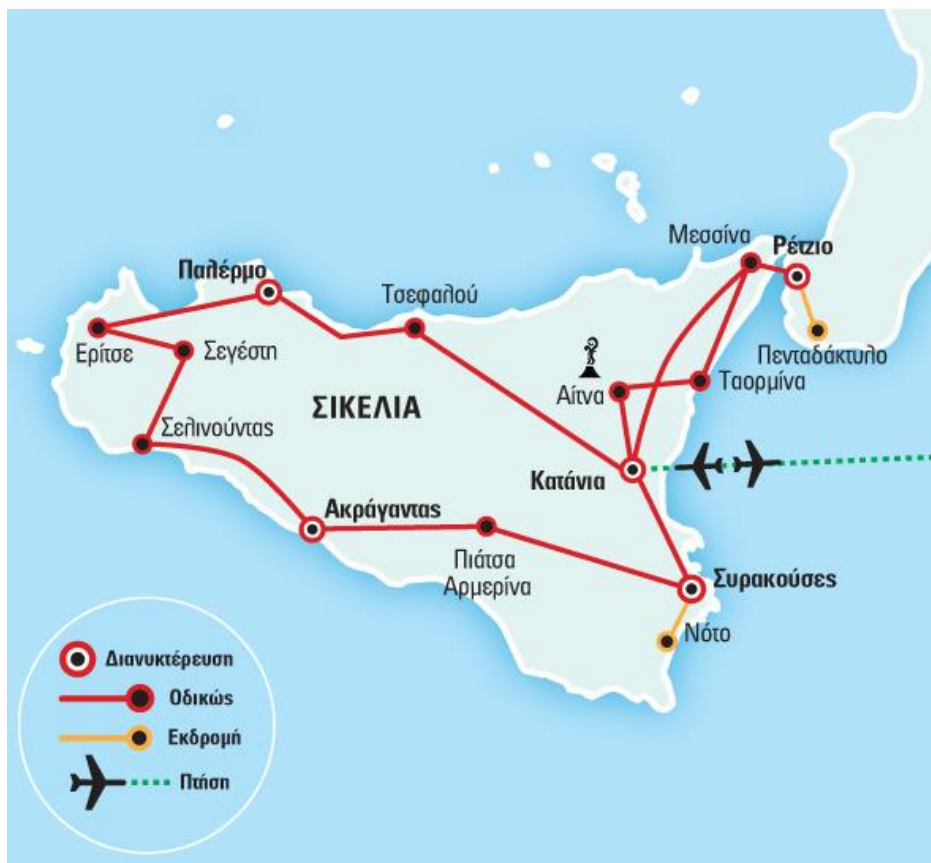 Μεσσίνα
Ρέτζιο
Παλέρμο
Τσεφαλού
Ερίτσε
Σεγέστη
Πενταδάκτυλο
Ταορμίνα
Αίτνα
ΣΙΚΕΛΙΑ
Σελινούντας
Κατάνια
Ακράγαντας
Πιάτσα
Αρμερίνα
Συρακούσες
Νότο
Διανυκτέρευση
Οδικώς
Εκδρομή
Πτήση